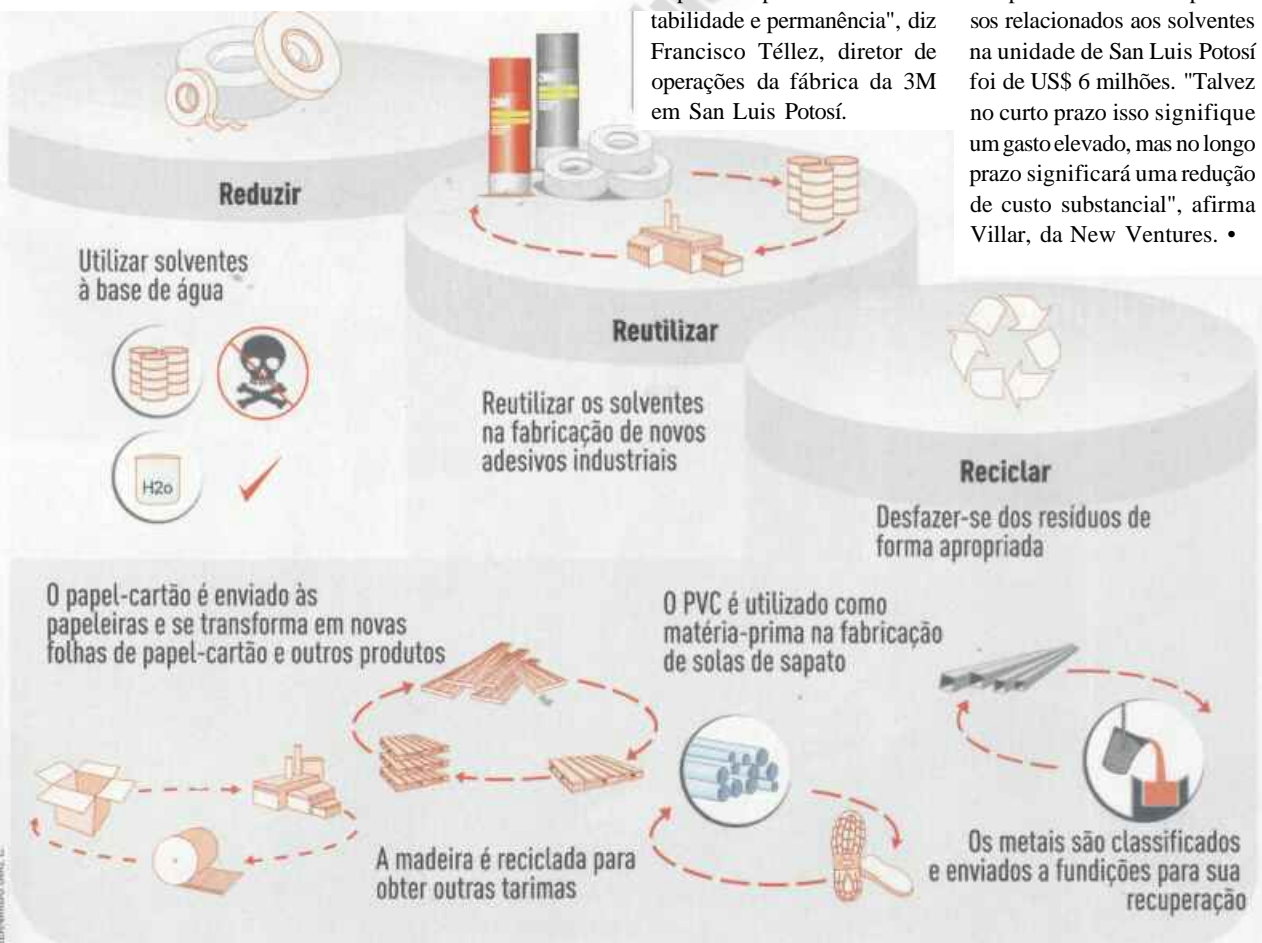 tabilidade e permanência", diz
Francisco Téllez, diretor de
operações da fábrica da 3M
em San Luis Potosí.
sos relacionados aos solventes
na unidade de San Luis Potosí
foi de US$ 6 milhões. "Talvez
no curto prazo isso signifique
um gasto elevado, mas no longo
prazo significará uma redução
de custo substancial", afirma
Villar, da New Ventures. •
Reduzir
Utilizar solventes
à base de água
H2o
3M
3M
Reutilizar
Reutilizar os solventes
na fabricação de novos
adesivos industriais
Reciclar
Desfazer-se dos resíduos de
forma apropriada
O papel-cartão é enviado às
papeleiras e se transforma em novas
folhas de papel-cartão e outros produtos
A madeira é reciclada para
obter outras tarimas
O PVC é utilizado como
matéria-prima na fabricação
de solas de sapato
Os metais são classificados
e enviados a fundições para sua
recuperação